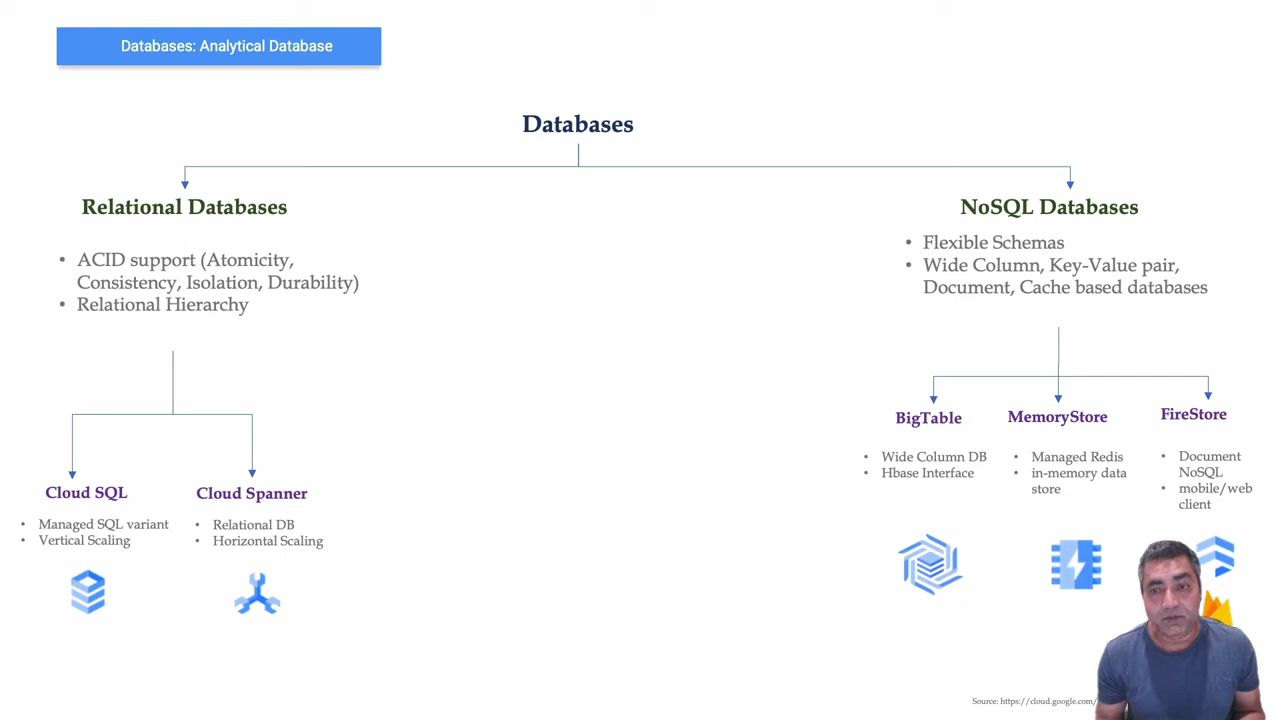 Databases: Analytical Database
Databases
Relational Databases
• ACID support (Atomicity,
Consistency, Isolation, Durability)
• Relational Hierarchy
Cloud SQL
• Managed SQL variant
• Vertical Scaling
Cloud Spanner
• Relational DB
• Horizontal Scaling
NoSQL Databases
• Flexible Schemas
• Wide Column, Key-Value pair,
Document, Cache based databases
BigTable
• Wide Column DB
• Hbase Interface
MemoryStore
• Managed Redis
• in-memory data
store
FireStore
• Document
NoSQL
• mobile/web
client
Source: https://cloud.google.com/